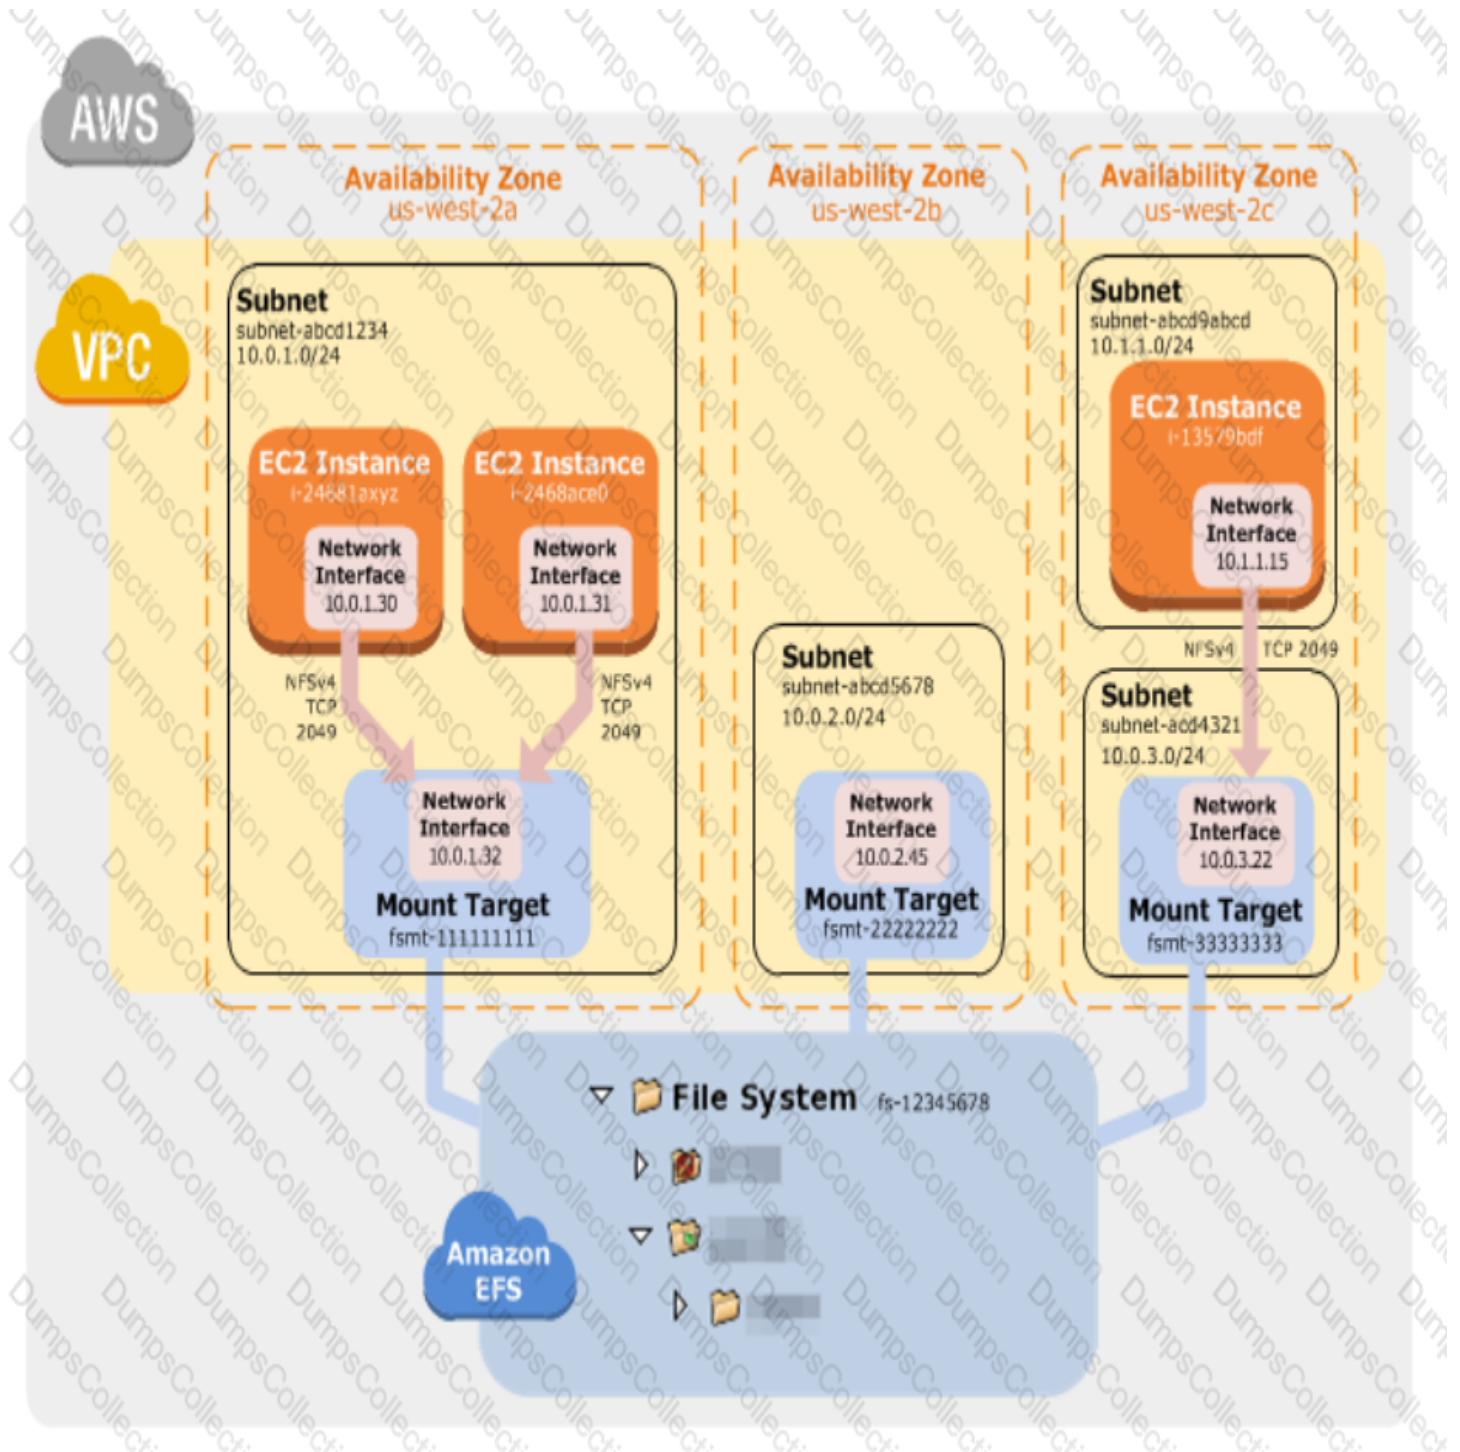 AWS
Availability Zone
us-west-2a
Availability Zone
us-west-2b
Availability Zone
us-west-2c
VPC
Subnet
subnet-abcd1234
10.0.1.0/24
EC2 Instance
i-24681axyz
Network
Interface
10.0.1.30
EC2 Instance
i-2468ace0
Network
Interface
10.0.1.31
NFSv4
TCP
2049
NFSv4
TCP
2049
Network
Interface
10.0.1.32
Mount Target
fsmt-111111111
Subnet
subnet-abcd5678
10.0.2.0/24
Network
Interface
10.0.2.45
Mount Target
fsmt-22222222
Subnet
subnet-abcd9abcd
10.1.1.0/24
EC2 Instance
i-13579bdf
Network
Interface
10.1.1.15
NFSv4 TCP 2049
Subnet
subnet-acd4321
10.0.3.0/24
Network
Interface
10.0.3.22
Mount Target
fsmt-33333333
File System fs-12345678
Amazon
EFS
DumpsCollection